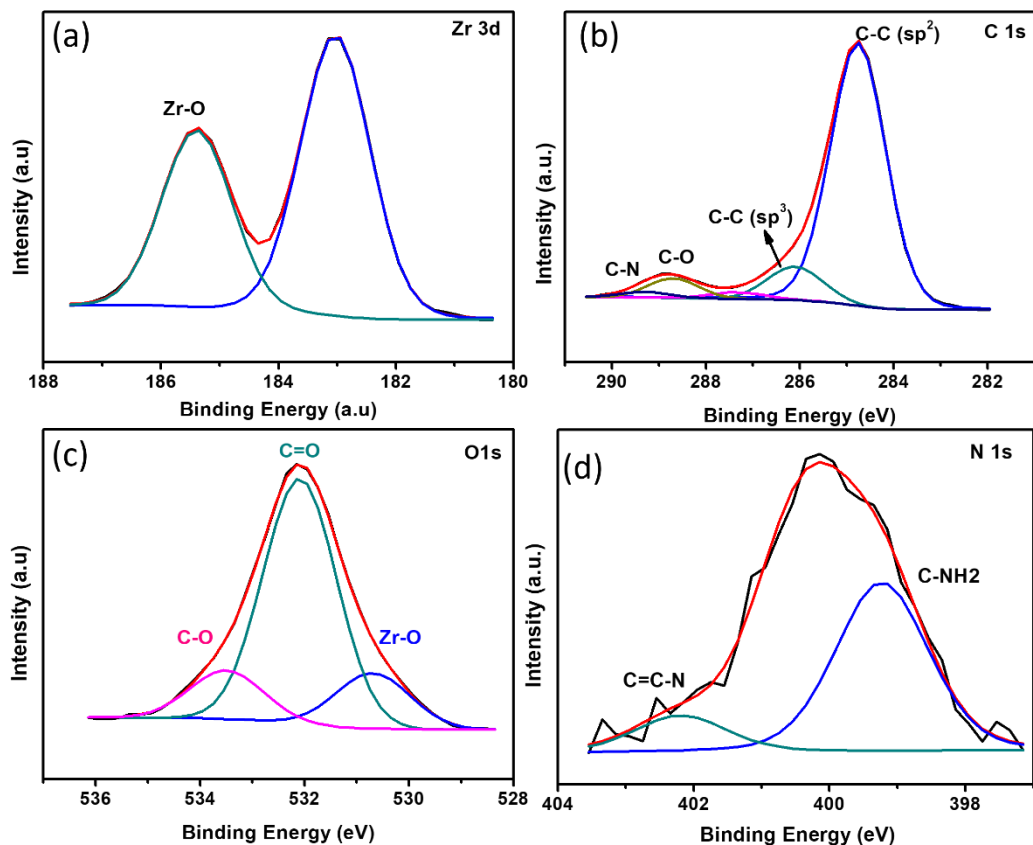 (a)
Zr 3d
Zr-O
Intensity (a.u)
188 186 184 182 180
Binding Energy (a.u)
(b)
C-C (sp²)
C 1s
C-C (sp³)
C-O
C-N
Intensity (a.u.)
290 288 286 284 282
Binding Energy (eV)
(c)
C=O
O1s
C-O
Zr-O
Intensity (a.u)
536 534 532 530 528
Binding Energy (eV)
(d)
N 1s
C-NH2
C=C-N
Intensity (a.u.)
404 402 400 398
Binding Energy (eV)